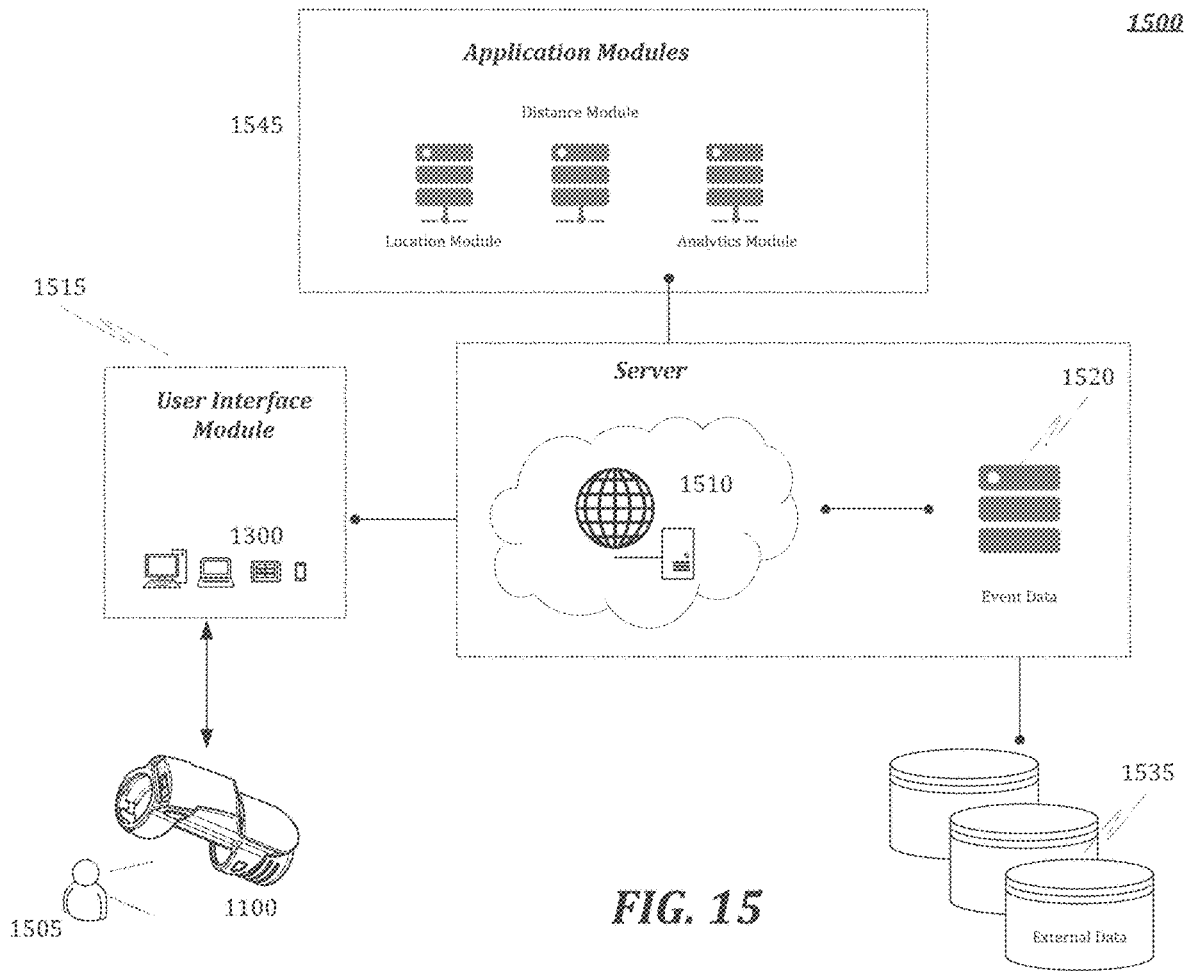 1500
Application Modules
1545
Distance Module
Location Module
Analytics Module
1515
Server
1520
User Interface
Module
1510
1300
Event Data
1535
1100
1505
FIG. 15
External Data